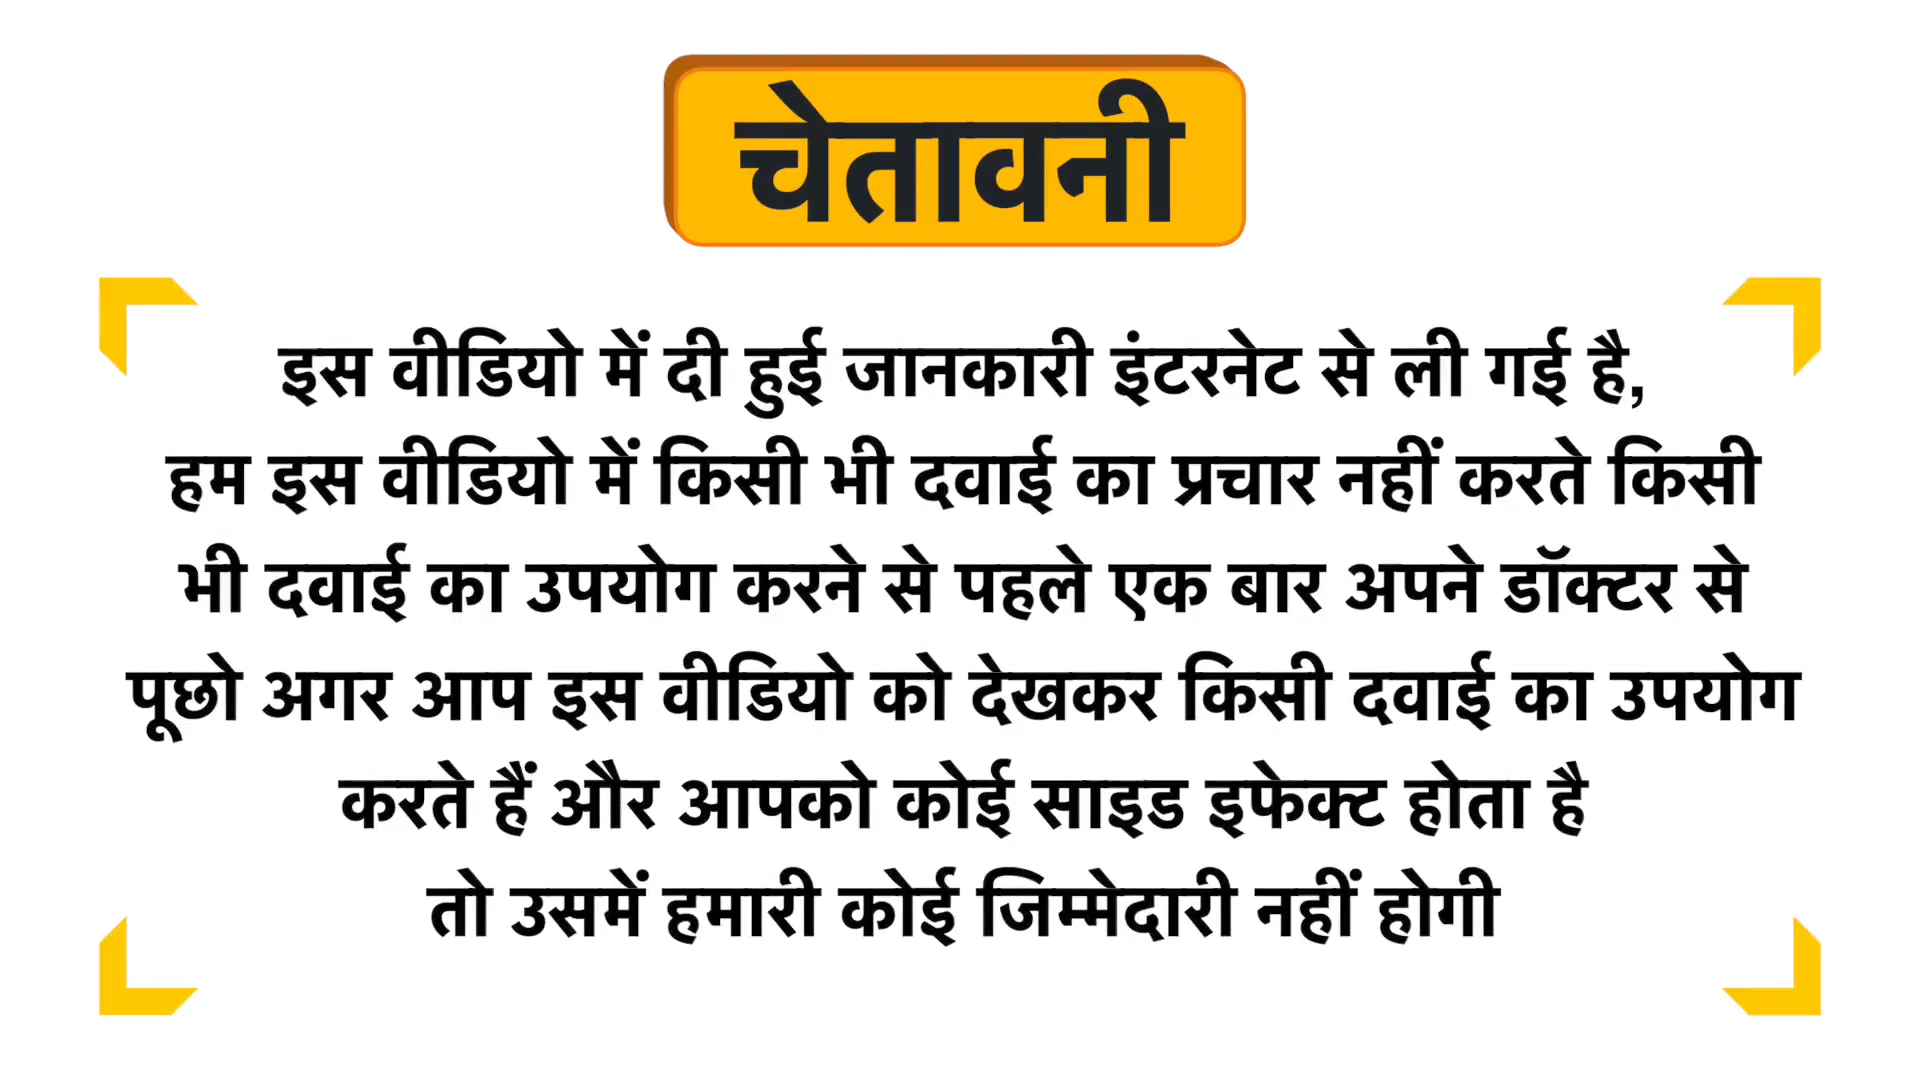 चेतावनी
इस वीडियो में दी हुई जानकारी इंटरनेट से ली गई है,
हम इस वीडियो में किसी भी दवाई का प्रचार नहीं करते किसी
भी दवाई का उपयोग करने से पहले एक बार अपने डॉक्टर से
पूछो अगर आप इस वीडियो को देखकर किसी दवाई का उपयोग
करते हैं और आपको कोई साइड इफेक्ट होता है
तो उसमें हमारी कोई जिम्मेदारी नहीं होगी